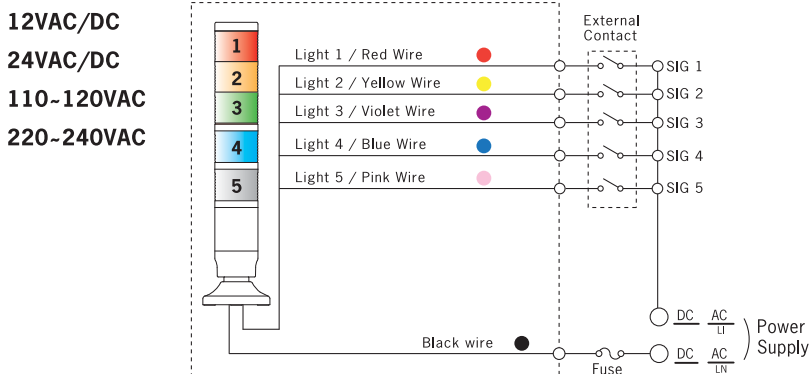 12VAC/DC
24VAC/DC
110~120VAC
220~240VAC
1
2
3
4
5
Light 1 / Red Wire
Light 2 / Yellow Wire
Light 3 / Violet Wire
Light 4 / Blue Wire
Light 5 / Pink Wire
External
Contact
SIG 1
SIG 2
SIG 3
SIG 4
SIG 5
Black wire
Fuse
DC AC
LI
DC AC
LN
Power
Supply